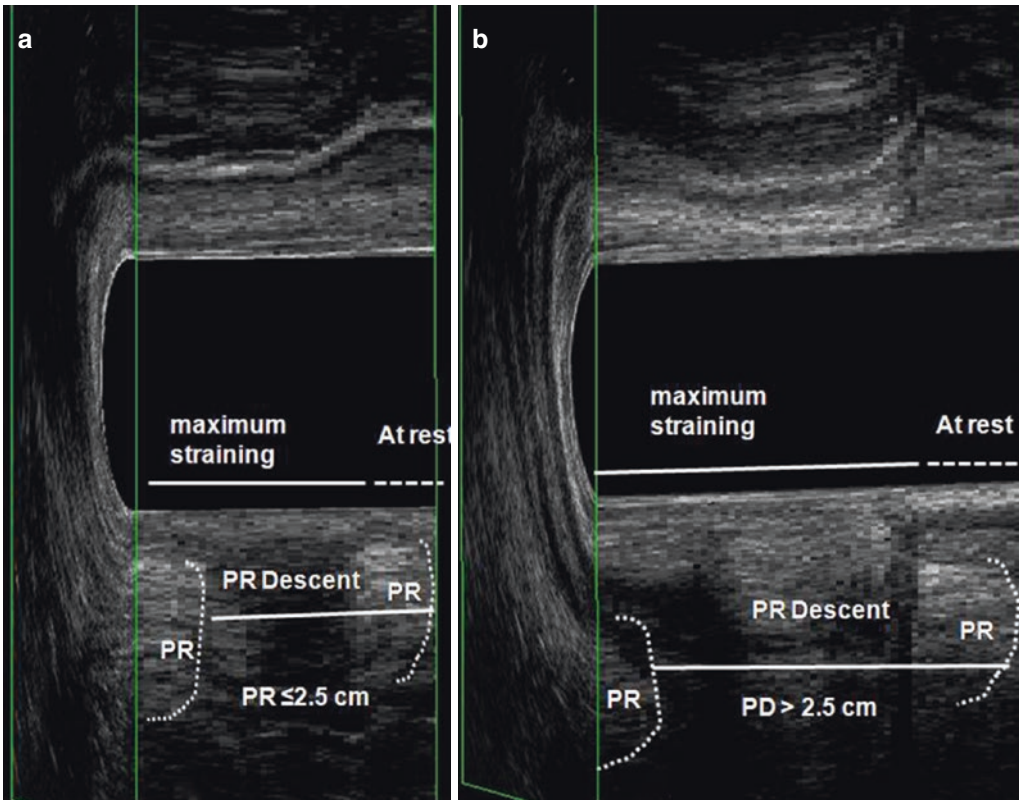 a
maximum
straining
At rest
PR Descent
PR
PR
PR ≤2.5 cm
b
maximum
straining
At rest
PR Descent
PR
PR
PD > 2.5 cm